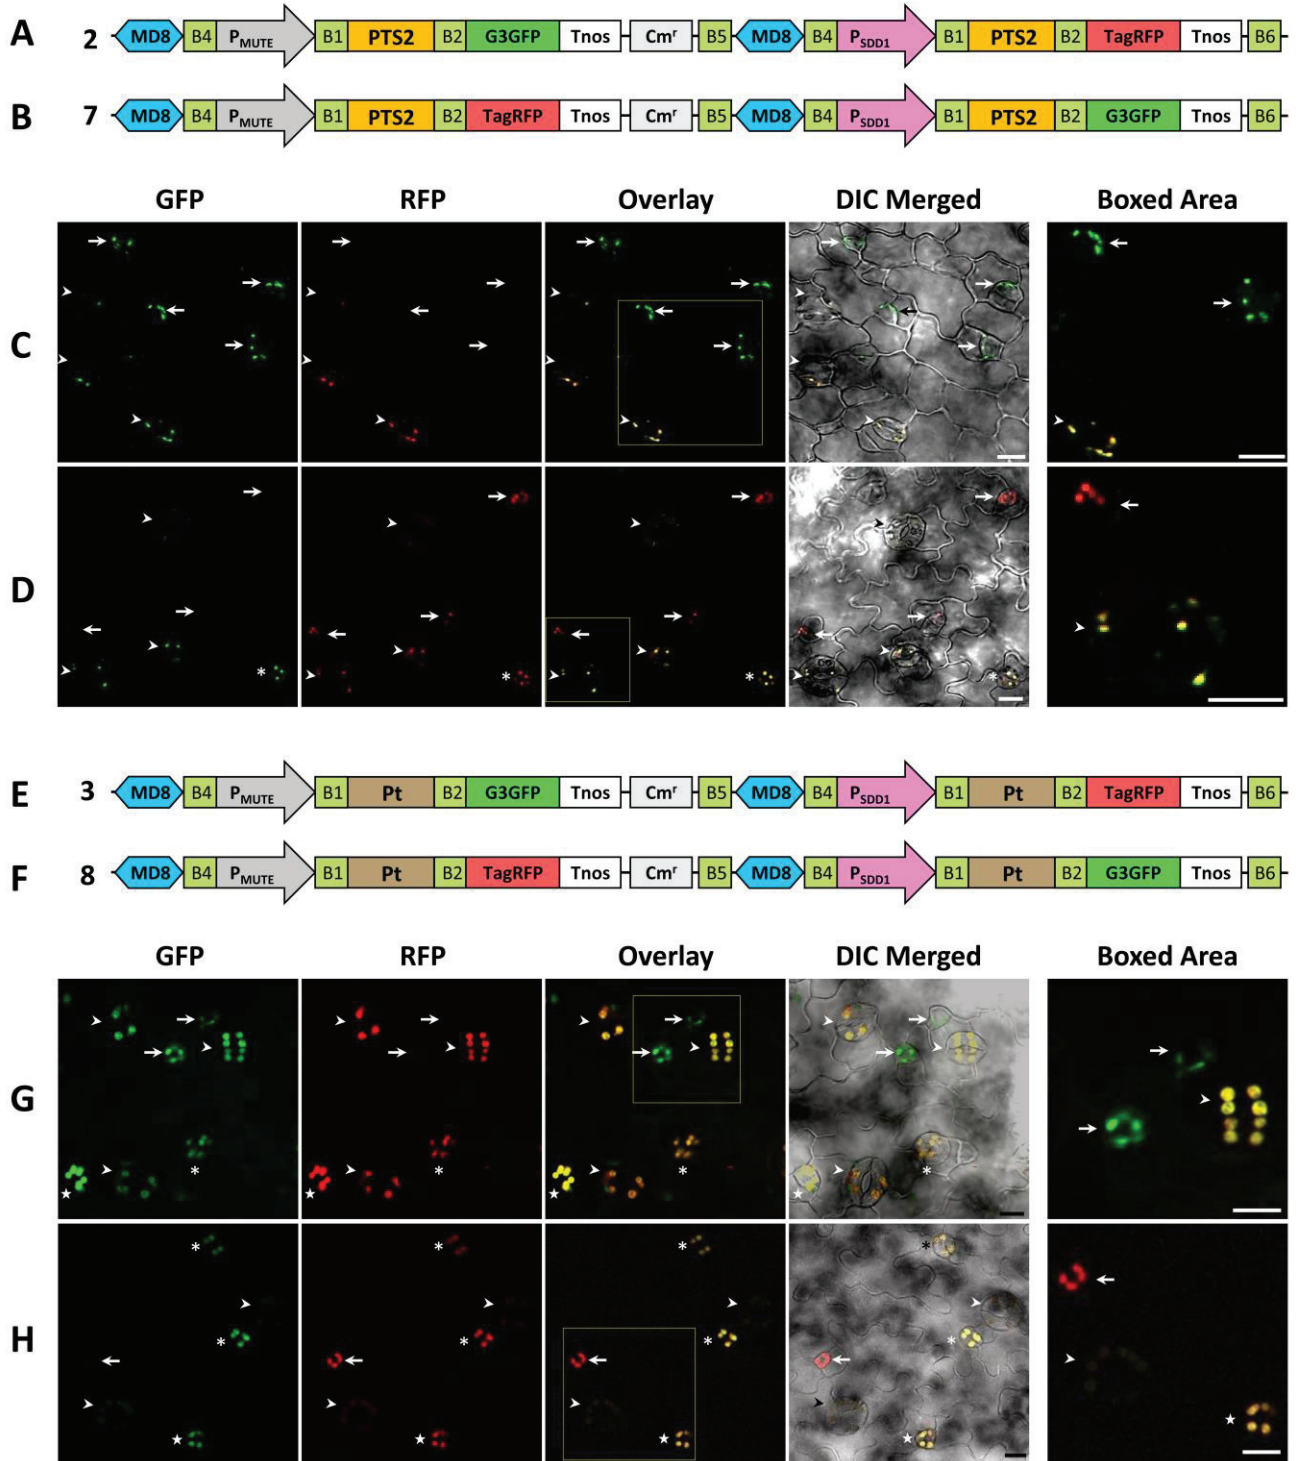 A 2 MD8 B4 PMUTE B1 PTS2 B2 G3GFP Tnos Cmʳ B5 MD8 B4 PSDD1 B1 PTS2 B2 TagRFP Tnos B6
B 7 MD8 B4 PMUTE B1 PTS2 B2 TagRFP Tnos Cmʳ B5 MD8 B4 PSDD1 B1 PTS2 B2 G3GFP Tnos B6
GFP RFP Overlay DIC Merged Boxed Area
C
D
E 3 MD8 B4 PMUTE B1 Pt B2 G3GFP Tnos Cmʳ B5 MD8 B4 PSDD1 B1 Pt B2 TagRFP Tnos B6
F 8 MD8 B4 PMUTE B1 Pt B2 TagRFP Tnos Cmʳ B5 MD8 B4 PSDD1 B1 Pt B2 G3GFP Tnos B6
GFP RFP Overlay DIC Merged Boxed Area
G
H